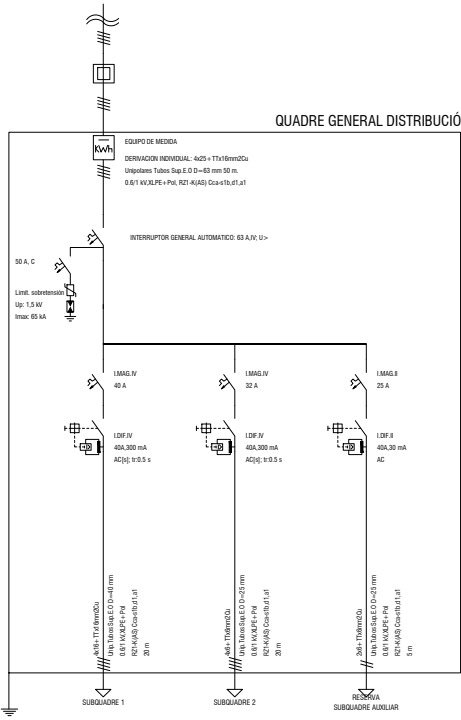 QUADRE GENERAL DISTRIBUCIÓ
KWh
EQUIPO DE MEDIDA
DERIVACION INDIVIDUAL: 4x25+TTx16mm2Cu
Unipolares Tubos Sup.E.O D=63 mm 50 m.
0.6/1 kV,XLPE+Pol, RZ1-K(AS) Cca-s1b,d1,a1
INTERRUPTOR GENERAL AUTOMATICO: 63 A,IV; U>
50 A, C
Limit. sobretensión
Up: 1,5 kV
Imax: 65 kA
I.MAG.IV
40 A
I.MAG.IV
32 A
I.MAG.II
25 A
I.DIF.IV
40A,300 mA
AC[s]; tr:0.5 s
I.DIF.IV
40A,300 mA
AC[s]; tr:0.5 s
I.DIF.II
40A,30 mA
AC
4x16+TTx16mm2Cu
Unip.Tubos Sup.E.O D=40 mm
0.6/1 kV,XLPE+Pol
RZ1-K(AS) Cca-s1b,d1,a1
20 m
4x6+TTx6mm2Cu
Unip.Tubos Sup.E.O D=25 mm
0.6/1 kV,XLPE+Pol
RZ1-K(AS) Cca-s1b,d1,a1
20 m
2x6+TTx6mm2Cu
Unip.Tubos Sup.E.O D=25 mm
0.6/1 kV,XLPE+Pol
RZ1-K(AS) Cca-s1b,d1,a1
5 m
SUBQUADRE 1
SUBQUADRE 2
RESERVA
SUBQUADRE AUXILIAR